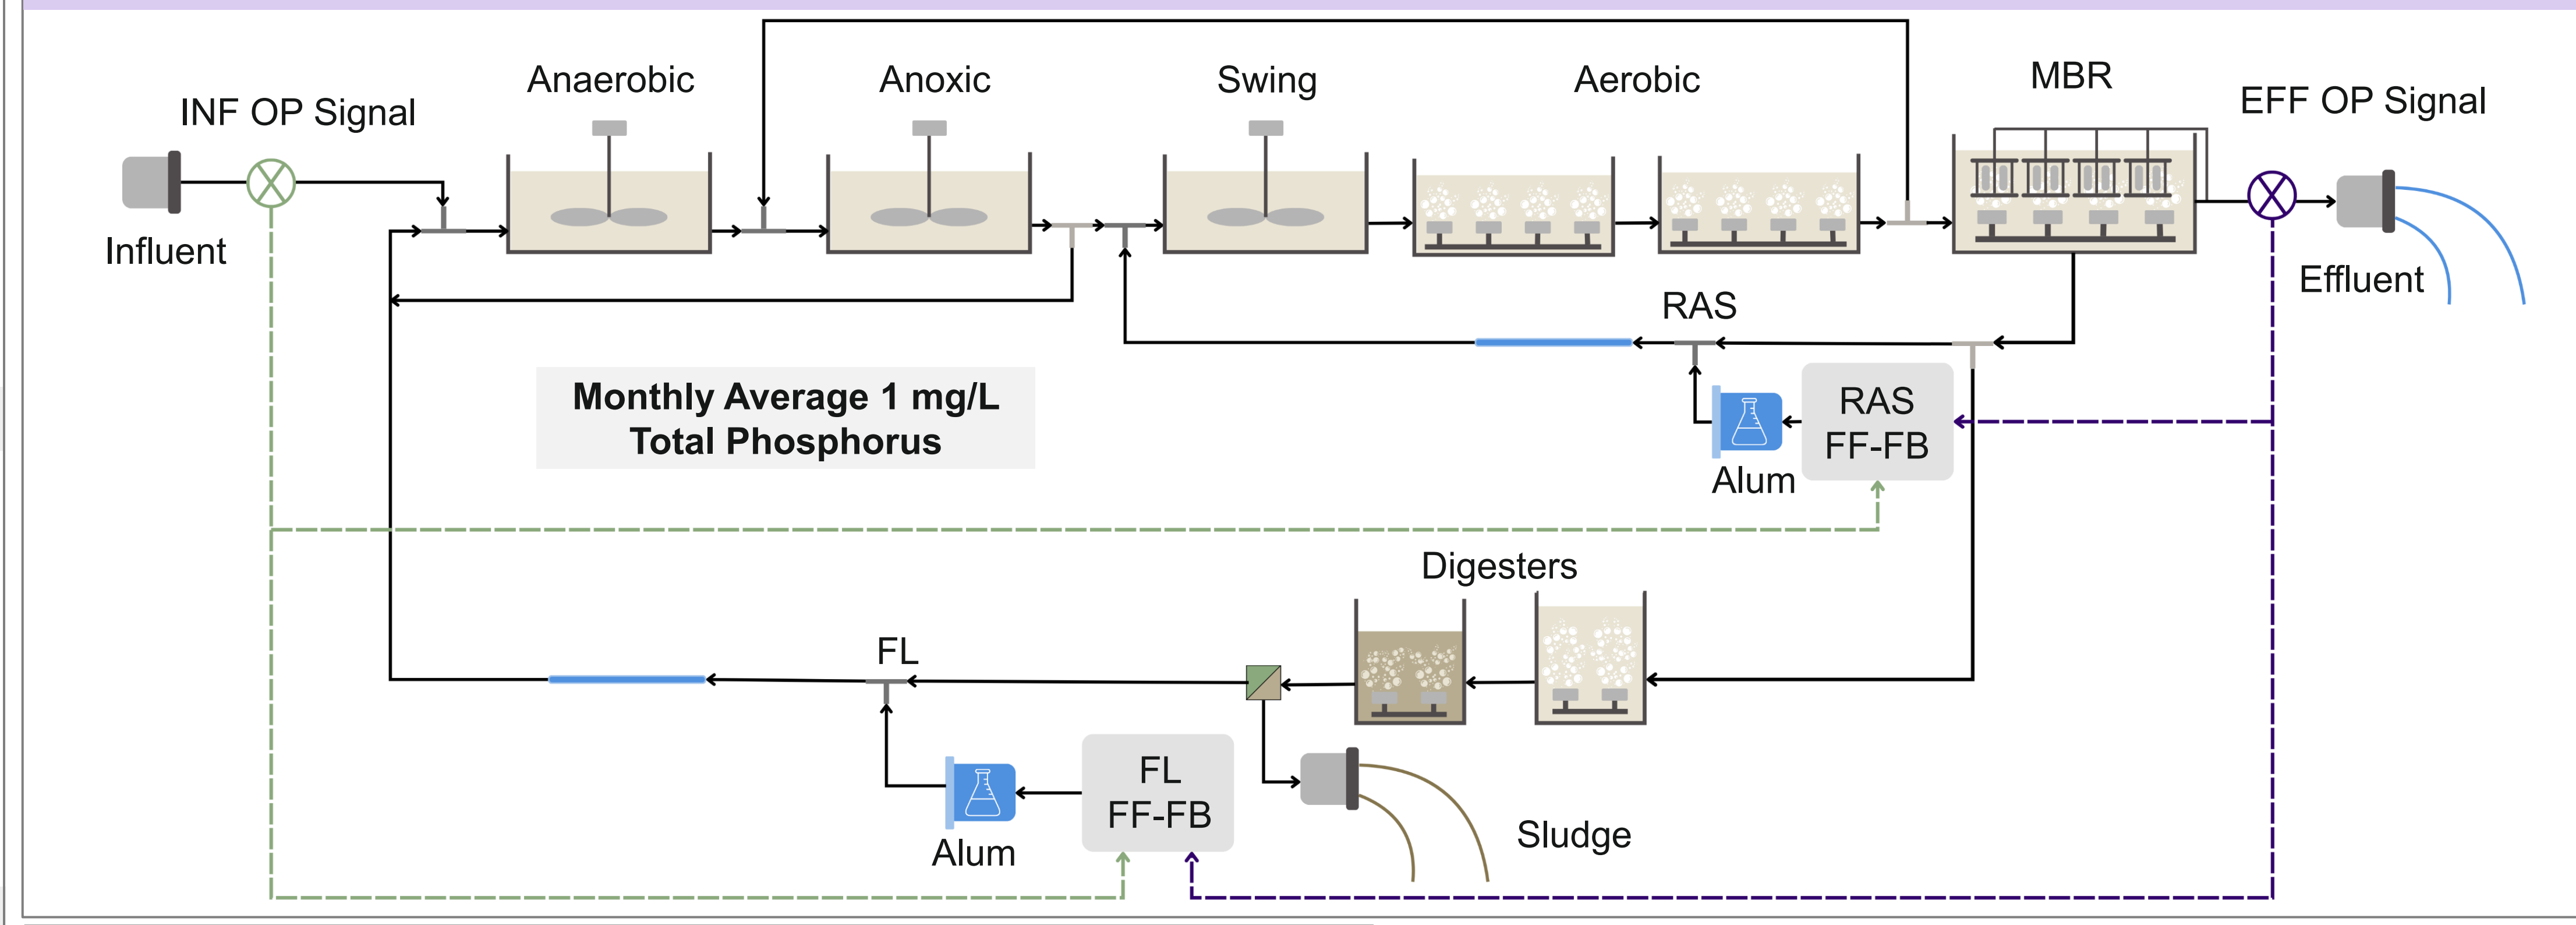 INF OP Signal
Anaerobic
Anoxic
Swing
Aerobic
MBR
EFF OP Signal
Influent
Effluent
RAS
Monthly Average 1 mg/L
Total Phosphorus
RAS
FF-FB
Alum
Digesters
FL
FL
FF-FB
Alum
Sludge